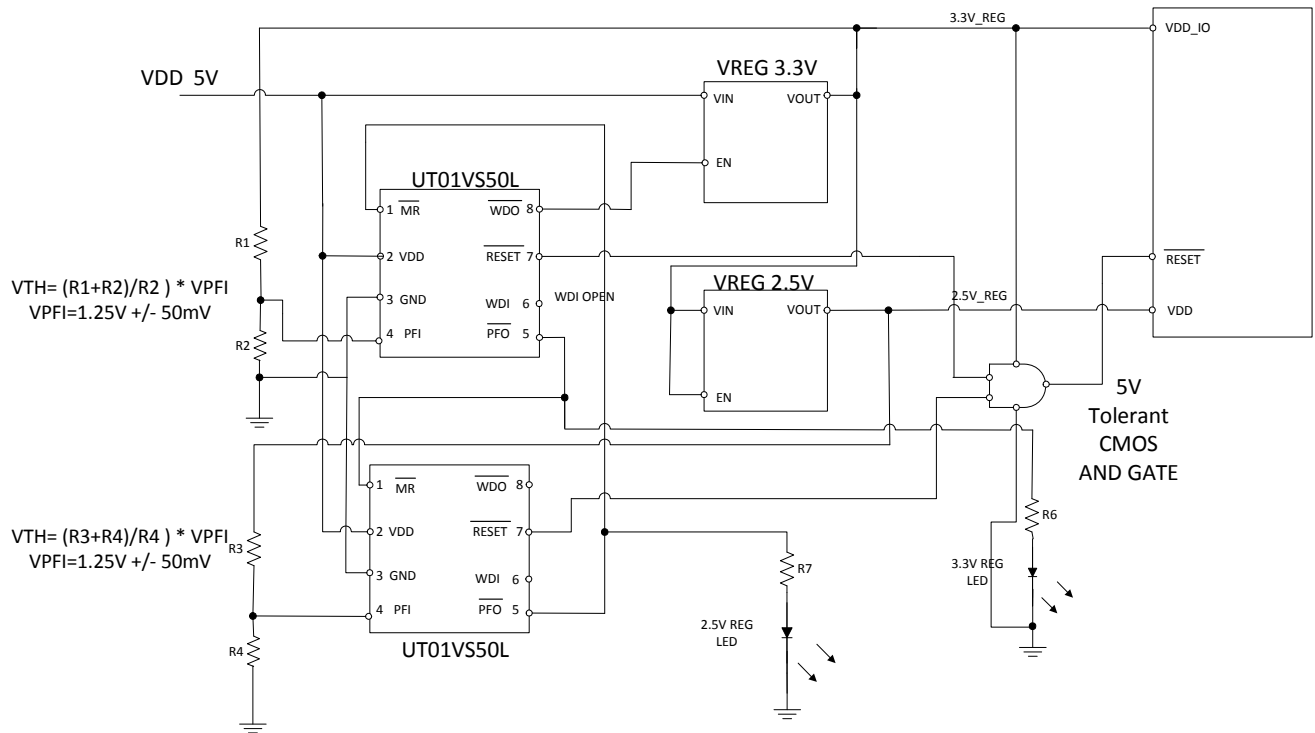 3.3V_REG
VDD_IO
VDD 5V
VREG 3.3V
VIN
VOUT
EN
UT01VS50L
1 MR
WDO 8
2 VDD
RESET 7
3 GND
WDI 6
WDI OPEN
4 PFI
PFO 5
R1
VTH= (R1+R2)/R2 ) * VPFI
VPFI=1.25V +/- 50mV
R2
VREG 2.5V
VIN
VOUT
EN
2.5V_REG
RESET
VDD
5V
Tolerant
CMOS
AND GATE
1 MR
WDO 8
2 VDD
RESET 7
3 GND
WDI 6
4 PFI
PFO 5
UT01VS50L
VTH= (R3+R4)/R4 ) * VPFI
VPFI=1.25V +/- 50mV
R3
R4
R7
2.5V REG
LED
R6
3.3V REG
LED